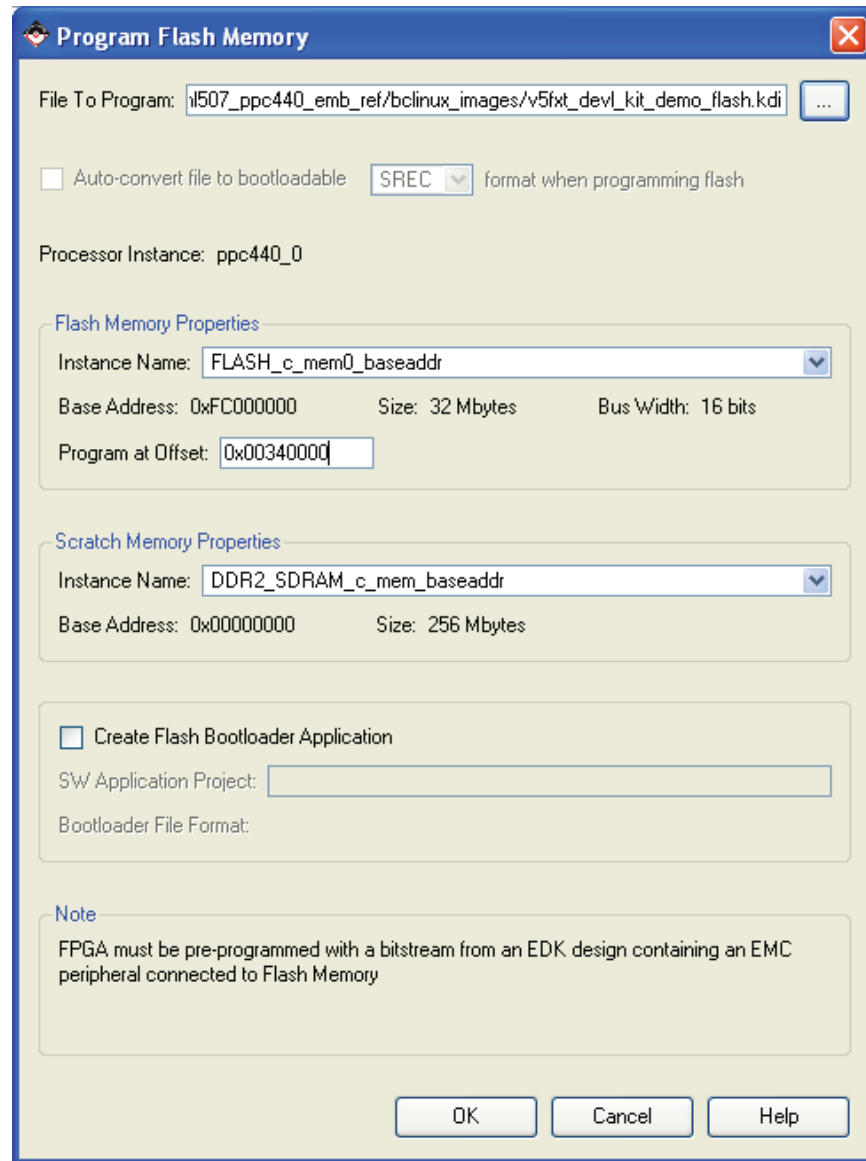 Program Flash Memory
File To Program: nl507_ppc440_emb_ref/bclinux_images/v5fxt_devl_kit_demo_flash.kdi ...
Auto-convert file to bootloadable SREC format when programming flash
Processor Instance: ppc440_0
Flash Memory Properties
Instance Name: FLASH_c_mem0_baseaddr
Base Address: 0xFC000000 Size: 32 Mbytes Bus Width: 16 bits
Program at Offset: 0x00340000
Scratch Memory Properties
Instance Name: DDR2_SDRAM_c_mem_baseaddr
Base Address: 0x00000000 Size: 256 Mbytes
Create Flash Bootloader Application
SW Application Project:
Bootloader File Format:
Note
FPGA must be pre-programmed with a bitstream from an EDK design containing an EMC
peripheral connected to Flash Memory
OK Cancel Help